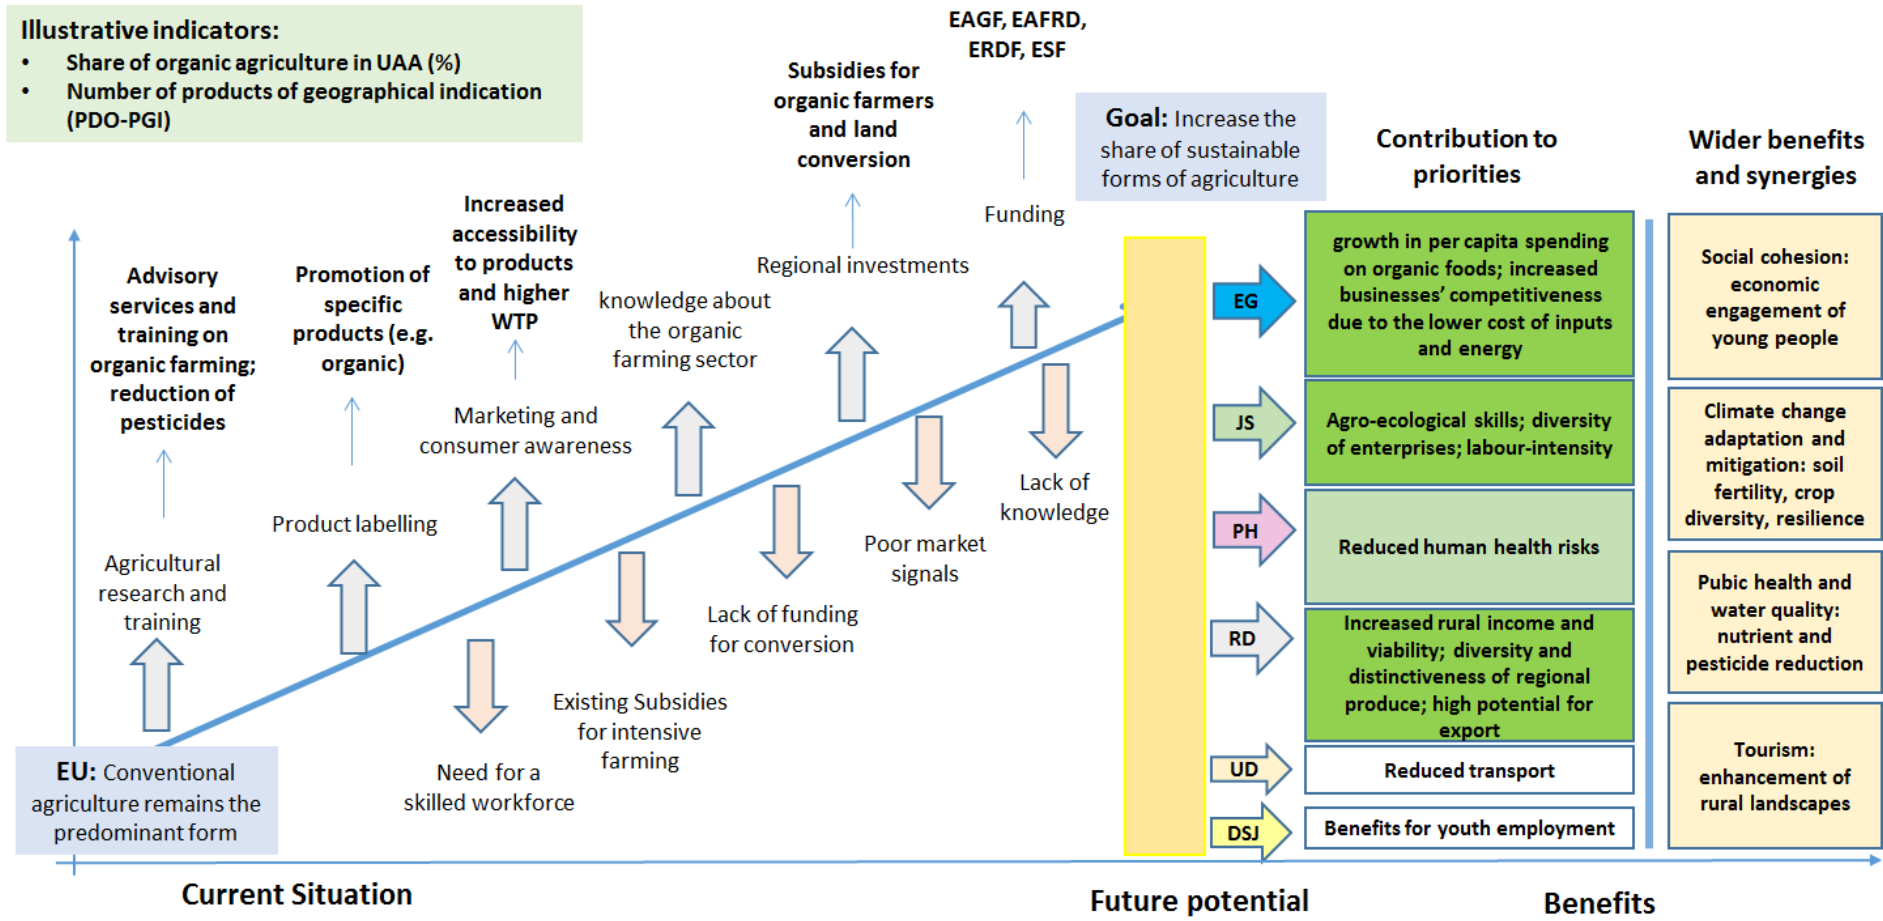 Illustrative indicators:
• Share of organic agriculture in UAA (%)
• Number of products of geographical indication
(PDO-PGI)
Advisory
services and
training on
organic farming;
reduction of
pesticides
Agricultural
research and
training
Promotion of
specific
products (e.g.
organic)
Product labelling
Increased
accessibility
to products
and higher
WTP
Marketing and
consumer awareness
knowledge about
the organic
farming sector
Subsidies for
organic farmers
and land
conversion
Regional investments
EAGF, EAFRD,
ERDF, ESF
Funding
Need for a
skilled workforce
Existing Subsidies
for intensive
farming
Lack of funding
for conversion
Poor market
signals
Lack of
knowledge
EU: Conventional
agriculture remains the
predominant form
Goal: Increase the
share of sustainable
forms of agriculture
Contribution to
priorities
EG
growth in per capita spending
on organic foods; increased
businesses’ competitiveness
due to the lower cost of inputs
and energy
JS
Agro-ecological skills; diversity
of enterprises; labour-intensity
PH
Reduced human health risks
RD
Increased rural income and
viability; diversity and
distinctiveness of regional
produce; high potential for
export
UD
Reduced transport
DSJ
Benefits for youth employment
Wider benefits
and synergies
Social cohesion:
economic
engagement of
young people
Climate change
adaptation and
mitigation: soil
fertility, crop
diversity, resilience
Pubic health and
water quality:
nutrient and
pesticide reduction
Tourism:
enhancement of
rural landscapes
Current Situation
Future potential
Benefits